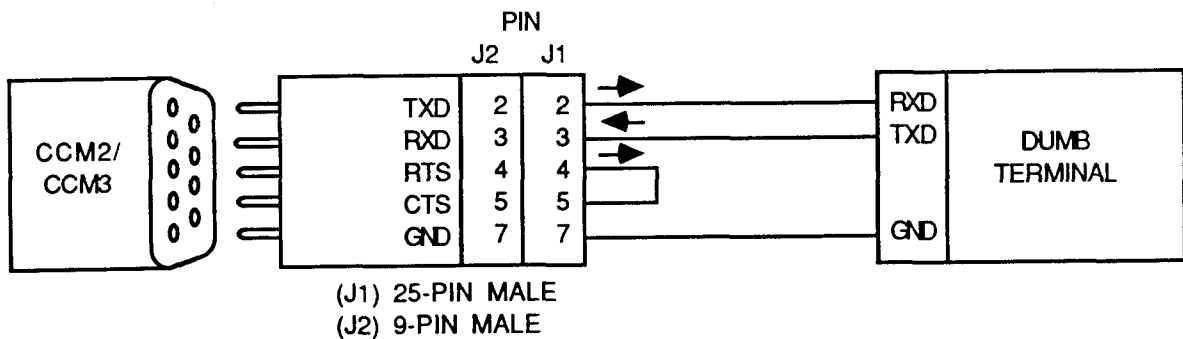 PIN
J2 J1
TXD 2 2
RXD 3 3
RTS 4 4
CTS 5 5
GND 7 7
CCM2/
CCM3
RXD
TXD
GND
DUMB
TERMINAL
(J1) 25-PIN MALE
(J2) 9-PIN MALE